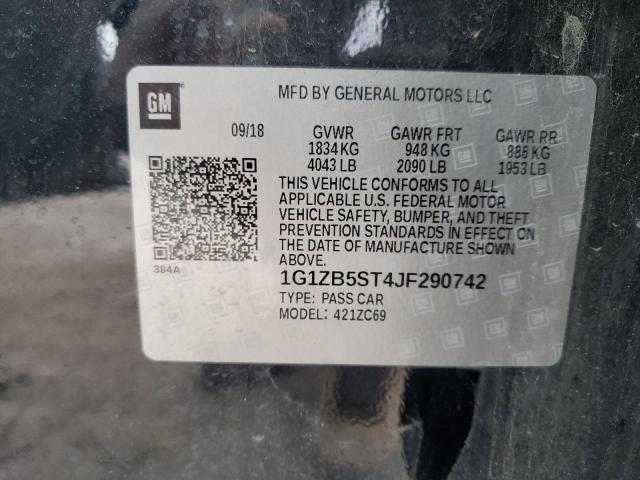 GM
MFD BY GENERAL MOTORS LLC
09/18 GVWR GAWR FRT GAWR RR
1834 KG 948 KG 886 KG
4043 LB 2090 LB 1953 LB
THIS VEHICLE CONFORMS TO ALL
APPLICABLE U.S. FEDERAL MOTOR
VEHICLE SAFETY, BUMPER, AND THEFT
PREVENTION STANDARDS IN EFFECT ON
THE DATE OF MANUFACTURE SHOWN
ABOVE.
384A
1G1ZB5ST4JF290742
TYPE: PASS CAR
MODEL: 421ZC69